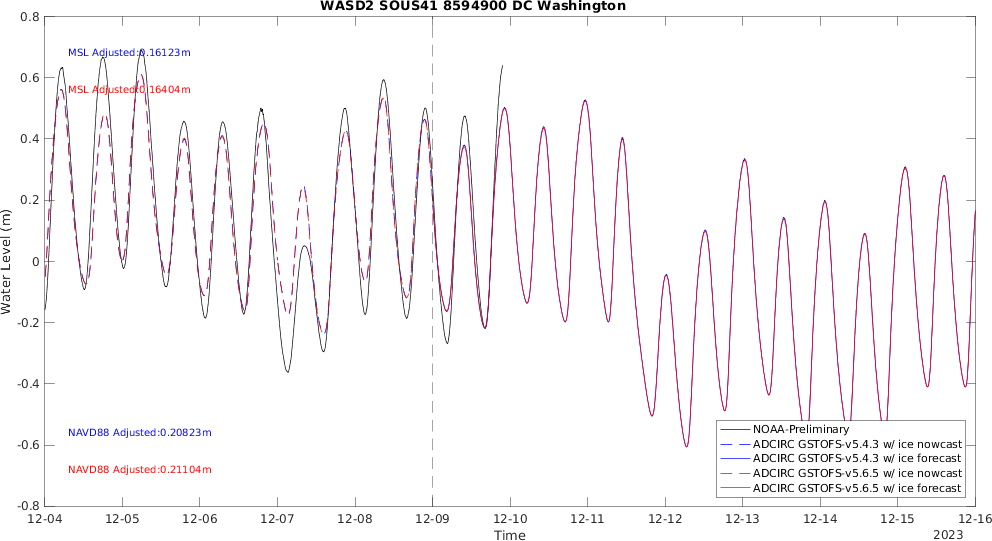 WASD2 SOUS41 8594900 DC Washington
0.8
0.6
0.4
0.2
0
-0.2
-0.4
-0.6
-0.8
Water Level (m)
MSL Adjusted:0.16123m
MSL Adjusted:0.16404m
NAVD88 Adjusted:0.20823m
NAVD88 Adjusted:0.21104m
NOAA-Preliminary
ADCIRC GSTOFS-v5.4.3 w/ ice nowcast
ADCIRC GSTOFS-v5.4.3 w/ ice forecast
ADCIRC GSTOFS-v5.6.5 w/ ice nowcast
ADCIRC GSTOFS-v5.6.5 w/ ice forecast
12-04 12-05 12-06 12-07 12-08 12-09 12-10 12-11 12-12 12-13 12-14 12-15 12-16
Time
2023